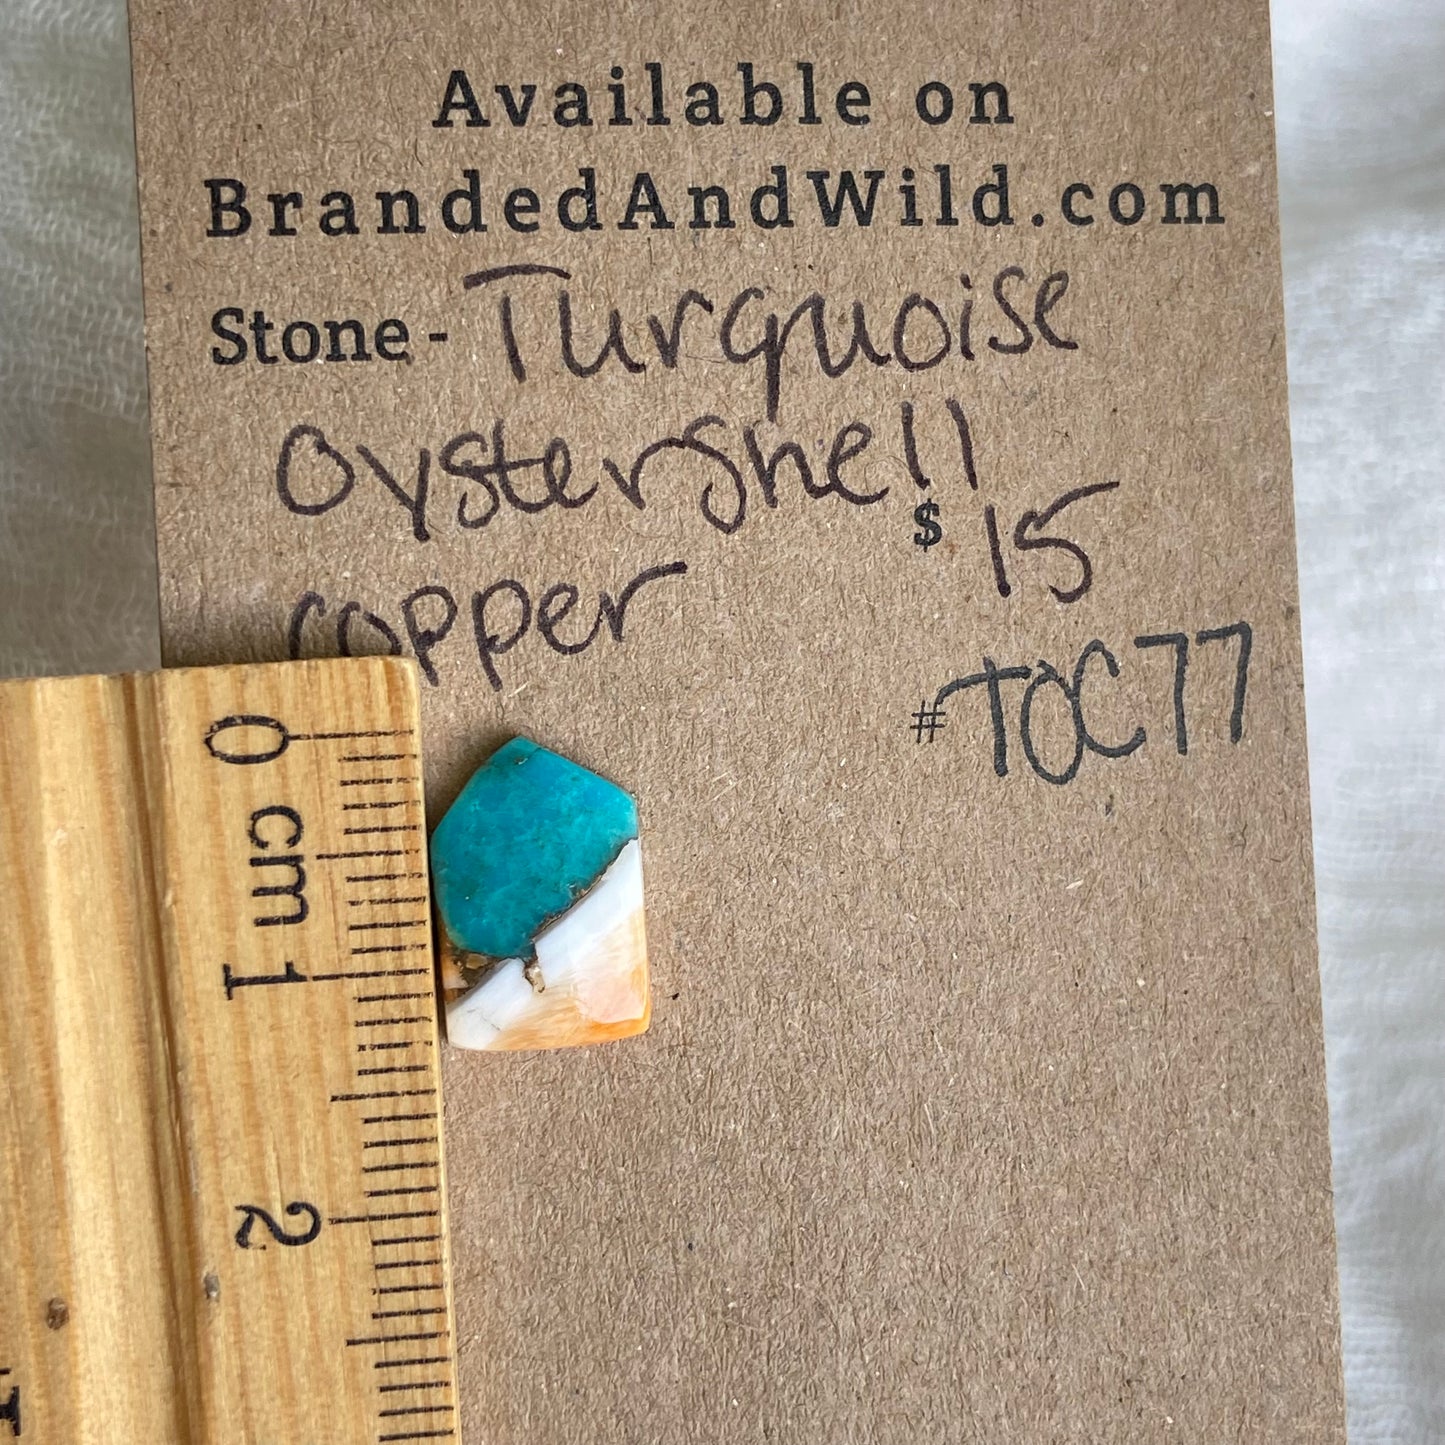 Available on
BrandedAndWild.com
Stone - Turquoise
Oystershell
$ 15
copper
# TOC77
0 cm 1 2